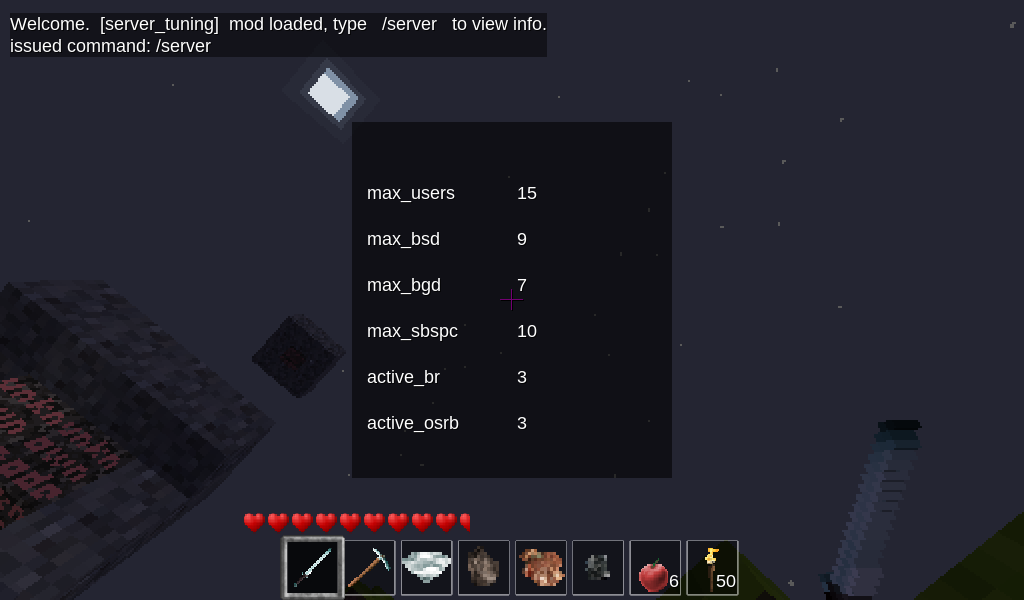 Welcome.  [server_tuning]  mod loaded, type   /server   to view info.
issued command: /server
max_users 15
max_bsd 9
max_bgd 7
max_sbspc 10
active_br 3
active_osrb 3
6 50